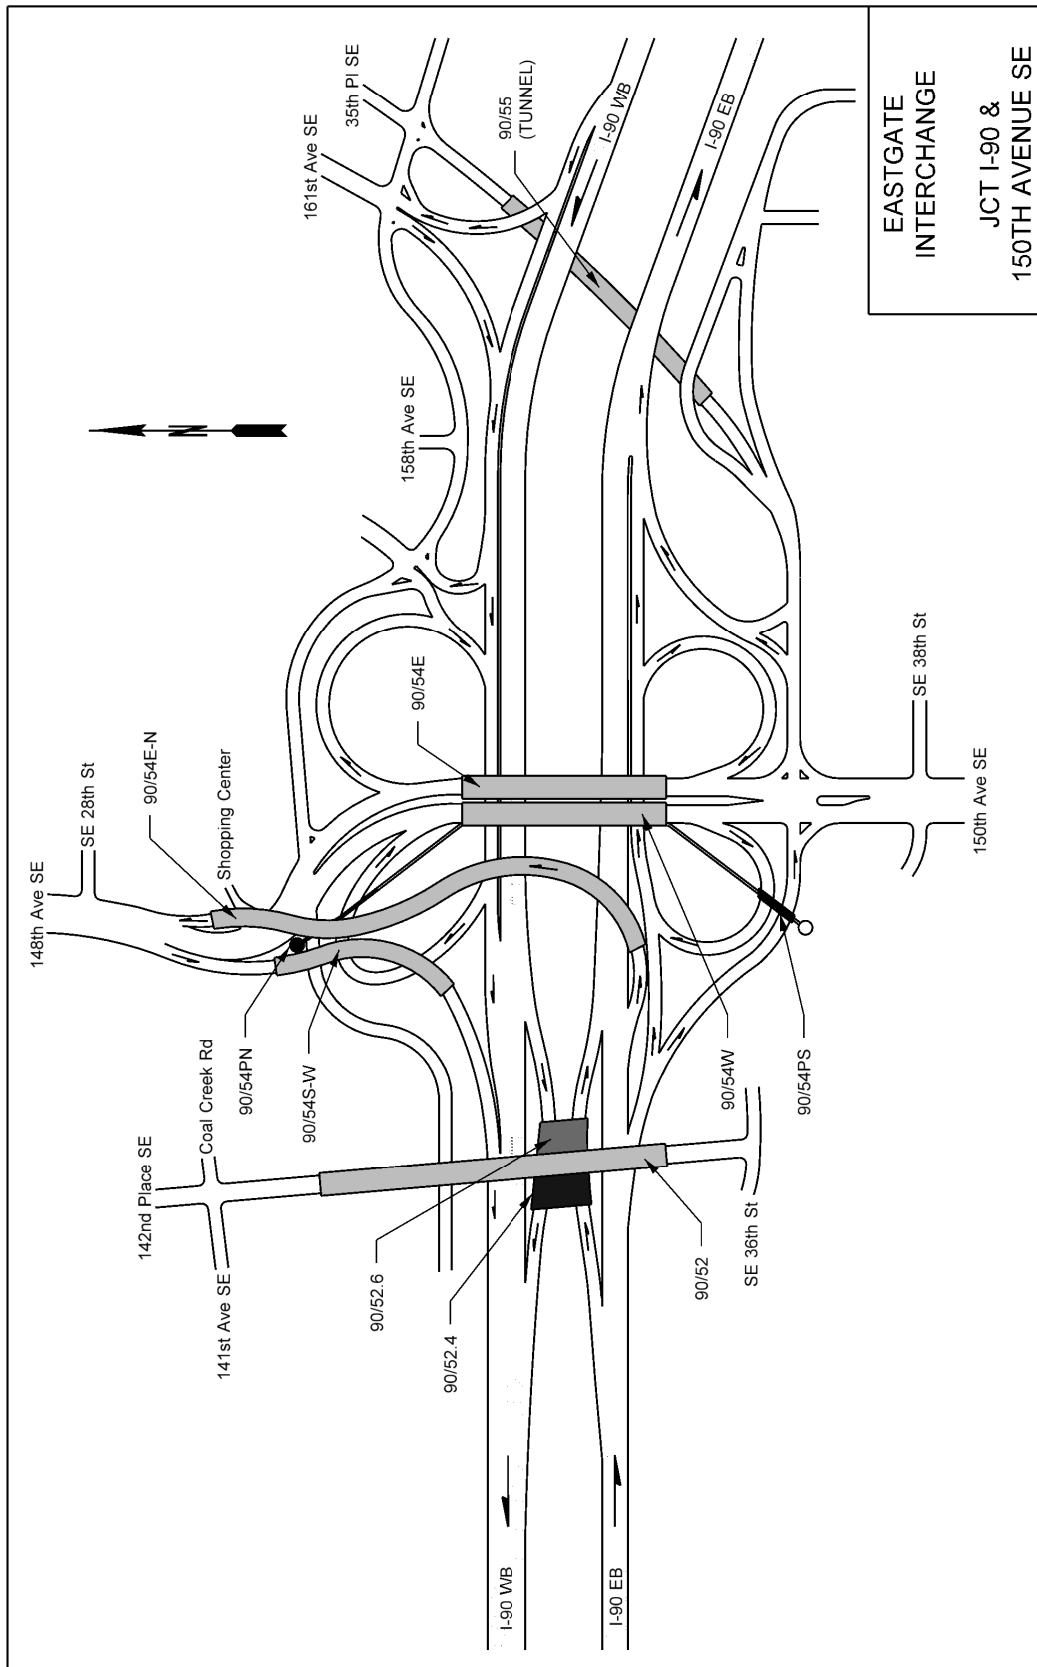 148th Ave SE
SE 28th St
90/54E-N
Shopping Center
90/54PN
90/54S-W
142nd Place SE
Coal Creek Rd
141st Ave SE
90/52.6
90/52.4
90/52
SE 36th St
90/54E
90/54W
90/54PS
150th Ave SE
SE 38th St
158th Ave SE
161st Ave SE
35th Pl SE
90/55
(TUNNEL)
N
I-90 WB
I-90 EB
I-90 WB
I-90 EB
EASTGATE
INTERCHANGE
JCT I-90 &
150TH AVENUE SE